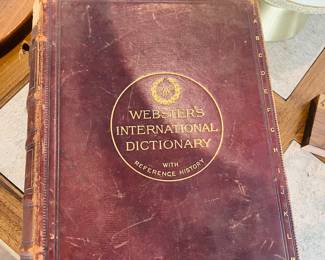 WEBSTER'S
INTERNATIONAL
DICTIONARY
WITH
REFERENCE HISTORY
A
B
C
D
E
F
G
H
I
J
K
L